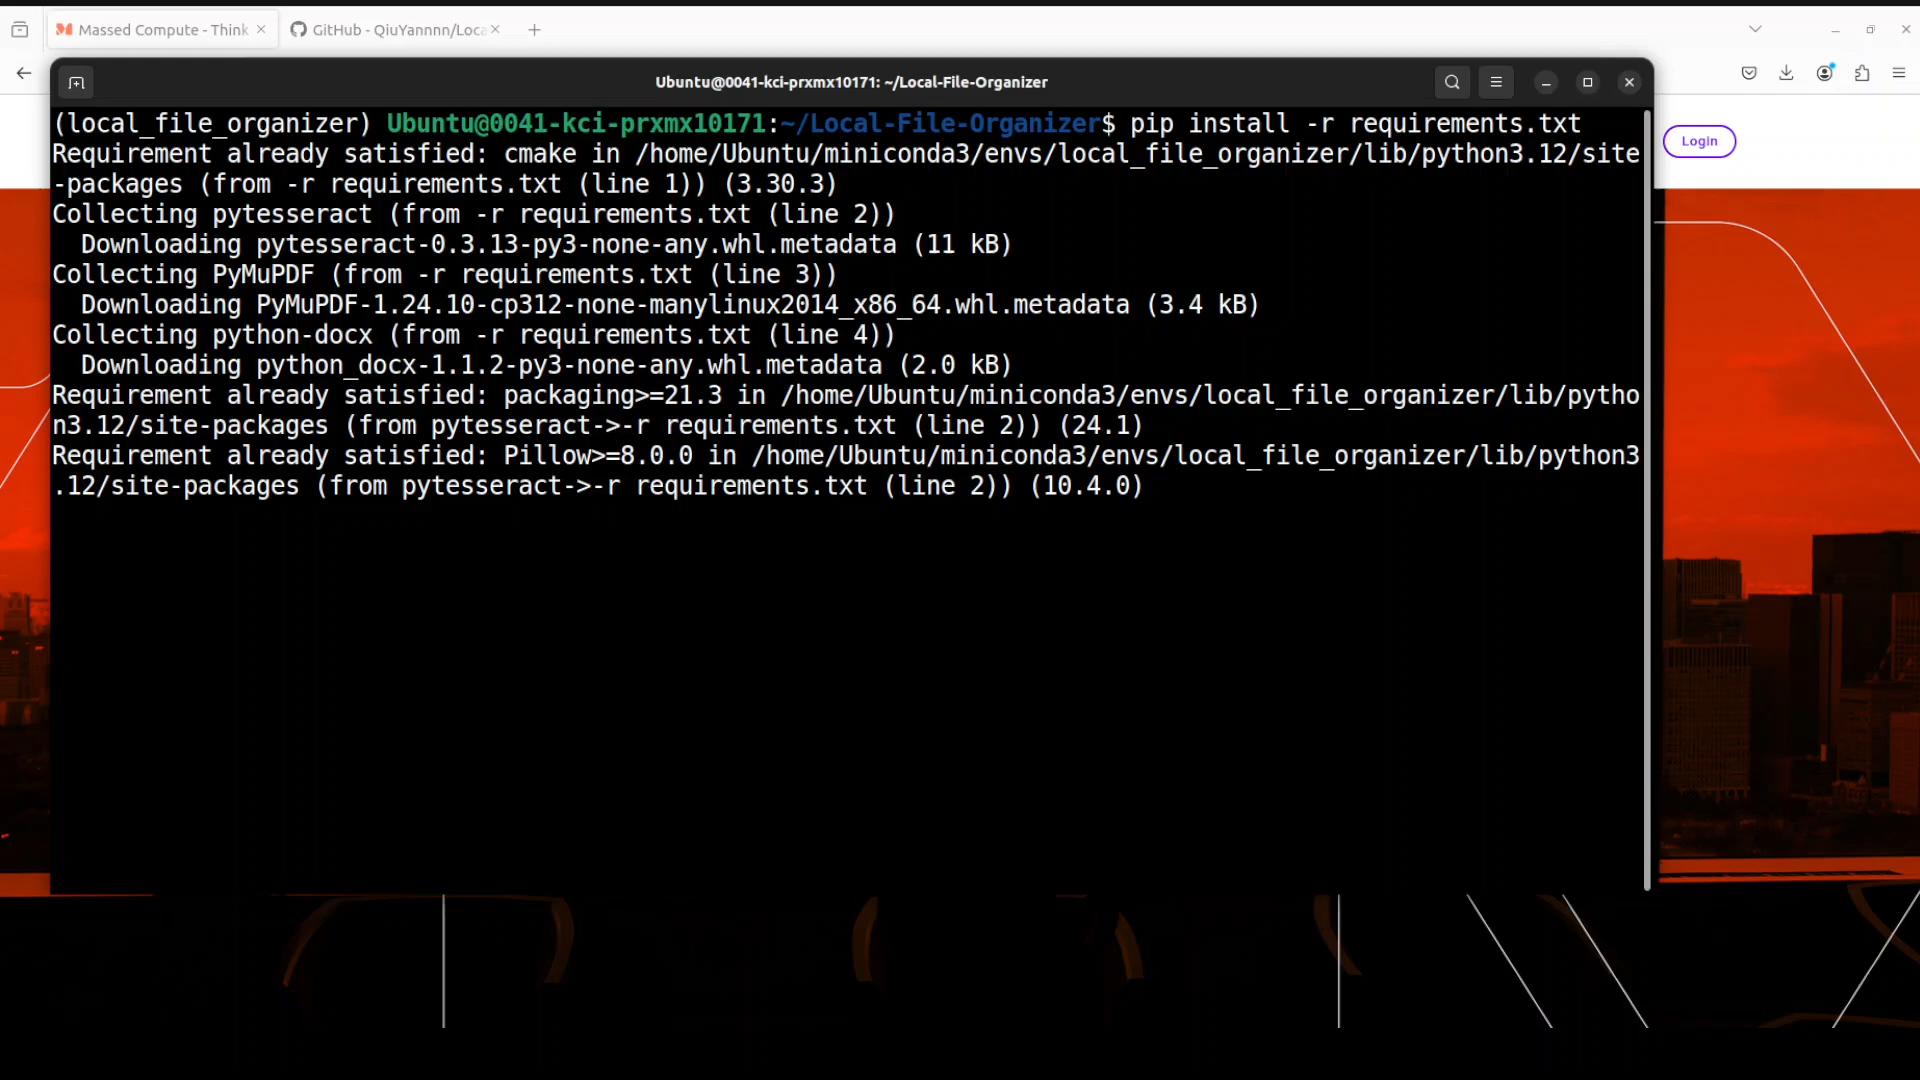 Massed Compute - Think
GitHub - QiuYannnn/Loca
Ubuntu@0041-kci-prxmx10171: ~/Local-File-Organizer
Login
(local_file_organizer) Ubuntu@0041-kci-prxmx10171:~/Local-File-Organizer$ pip install -r requirements.txt
Requirement already satisfied: cmake in /home/Ubuntu/miniconda3/envs/local_file_organizer/lib/python3.12/site
-packages (from -r requirements.txt (line 1)) (3.30.3)
Collecting pytesseract (from -r requirements.txt (line 2))
  Downloading pytesseract-0.3.13-py3-none-any.whl.metadata (11 kB)
Collecting PyMuPDF (from -r requirements.txt (line 3))
  Downloading PyMuPDF-1.24.10-cp312-none-manylinux2014_x86_64.whl.metadata (3.4 kB)
Collecting python-docx (from -r requirements.txt (line 4))
  Downloading python_docx-1.1.2-py3-none-any.whl.metadata (2.0 kB)
Requirement already satisfied: packaging>=21.3 in /home/Ubuntu/miniconda3/envs/local_file_organizer/lib/pytho
n3.12/site-packages (from pytesseract->-r requirements.txt (line 2)) (24.1)
Requirement already satisfied: Pillow>=8.0.0 in /home/Ubuntu/miniconda3/envs/local_file_organizer/lib/python3
.12/site-packages (from pytesseract->-r requirements.txt (line 2)) (10.4.0)